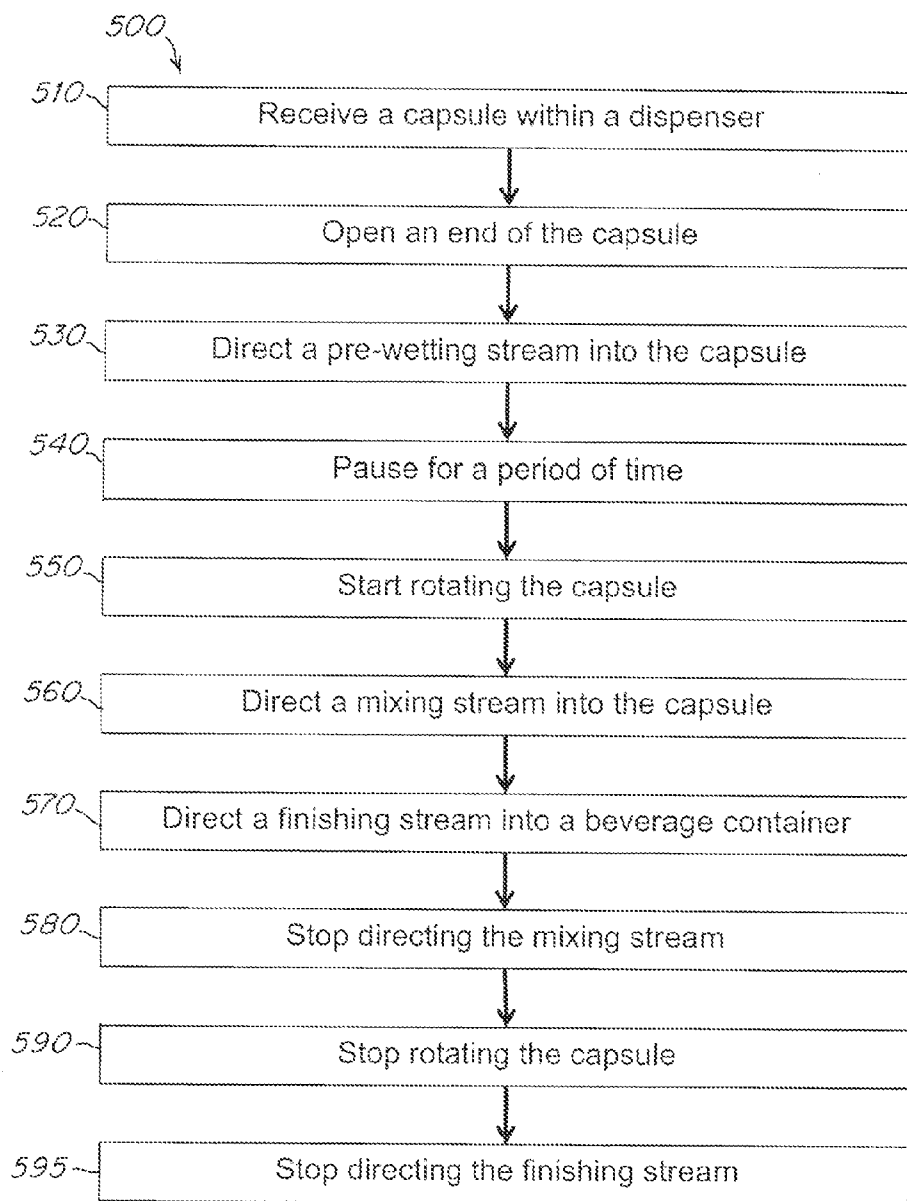 500
510 Receive a capsule within a dispenser
520 Open an end of the capsule
530 Direct a pre-wetting stream into the capsule
540 Pause for a period of time
550 Start rotating the capsule
560 Direct a mixing stream into the capsule
570 Direct a finishing stream into a beverage container
580 Stop directing the mixing stream
590 Stop rotating the capsule
595 Stop directing the finishing stream